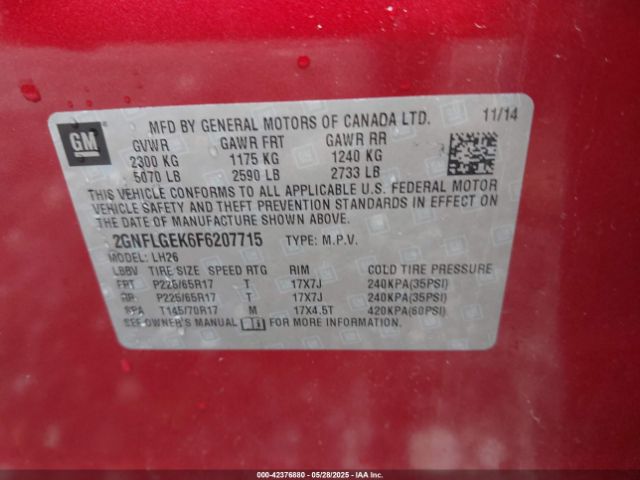 GM
MFD BY GENERAL MOTORS OF CANADA LTD. 11/14
GVWR GAWR FRT GAWR RR
2300 KG 1175 KG 1240 KG
5070 LB 2590 LB 2733 LB
THIS VEHICLE CONFORMS TO ALL APPLICABLE U.S. FEDERAL MOTOR
VEHICLE SAFETY AND THEFT PREVENTION STANDARDS IN EFFECT ON
THE DATE OF MANUFACTURE SHOWN ABOVE.
2GNFLGEK6F6207715 TYPE: M.P.V.
MODEL: LH26
LBBV TIRE SIZE SPEED RTG RIM COLD TIRE PRESSURE
FRT P225/65R17 T 17X7J 240KPA(35PSI)
RR P225/65R17 T 17X7J 240KPA(35PSI)
SPA T145/70R17 M 17X4.5T 420KPA(60PSI)
SEE OWNER'S MANUAL FOR MORE INFORMATION.
000-42376880 - 05/28/2025 - IAA Inc.